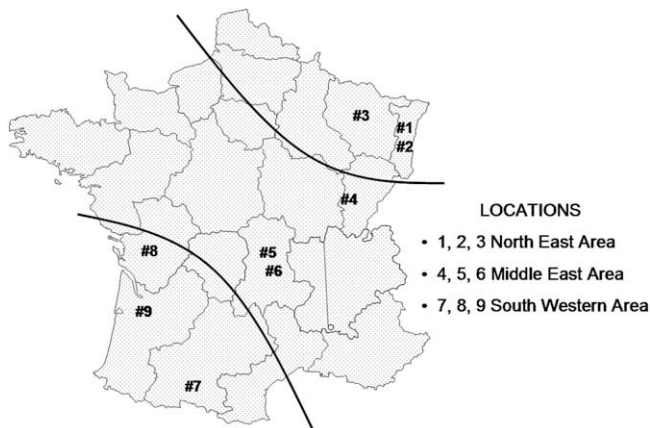 #3
#1
#2
#4
LOCATIONS
#8
#5
• 1, 2, 3 North East Area
#6
• 4, 5, 6 Middle East Area
#9
• 7, 8, 9 South Western Area
#7